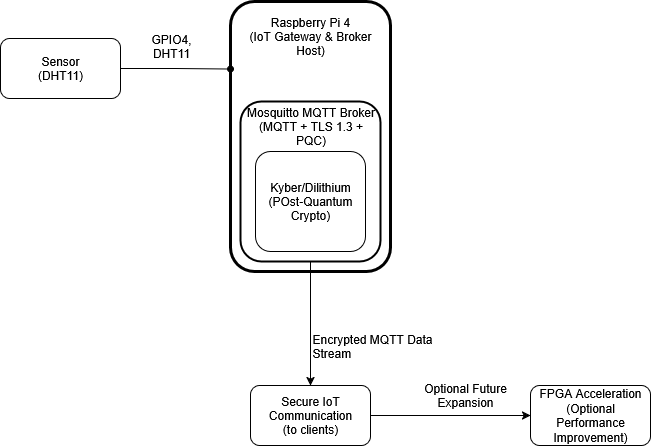 Raspberry Pi 4
(IoT Gateway & Broker
Host)
GPIO4,
DHT11
Sensor
(DHT11)
Mosquitto MQTT Broker
(MQTT + TLS 1.3 +
PQC)
Kyber/Dilithium
(POst-Quantum
Crypto)
Encrypted MQTT Data
Stream
Secure IoT
Communication
(to clients)
Optional Future
Expansion
FPGA Acceleration
(Optional
Performance
Improvement)